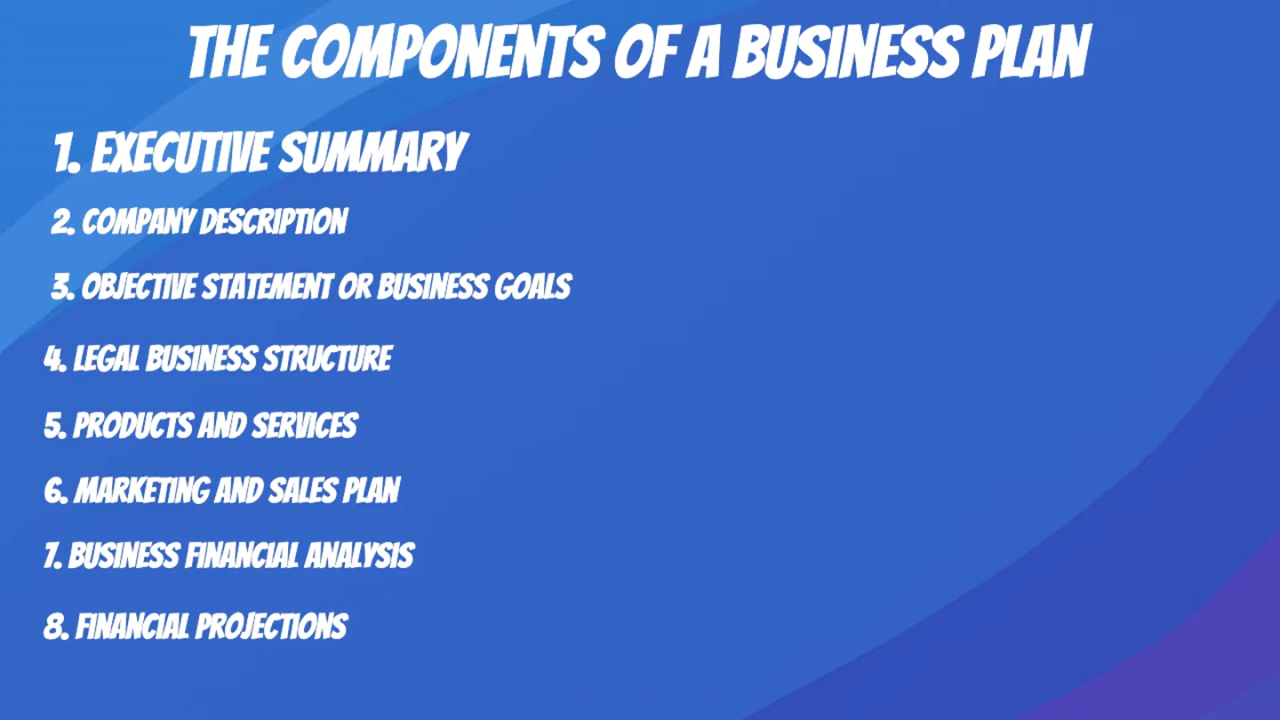 THE COMPONENTS OF A BUSINESS PLAN
1. EXECUTIVE SUMMARY
2. COMPANY DESCRIPTION
3. OBJECTIVE STATEMENT OR BUSINESS GOALS
4. LEGAL BUSINESS STRUCTURE
5. PRODUCTS AND SERVICES
6. MARKETING AND SALES PLAN
7. BUSINESS FINANCIAL ANALYSIS
8. FINANCIAL PROJECTIONS